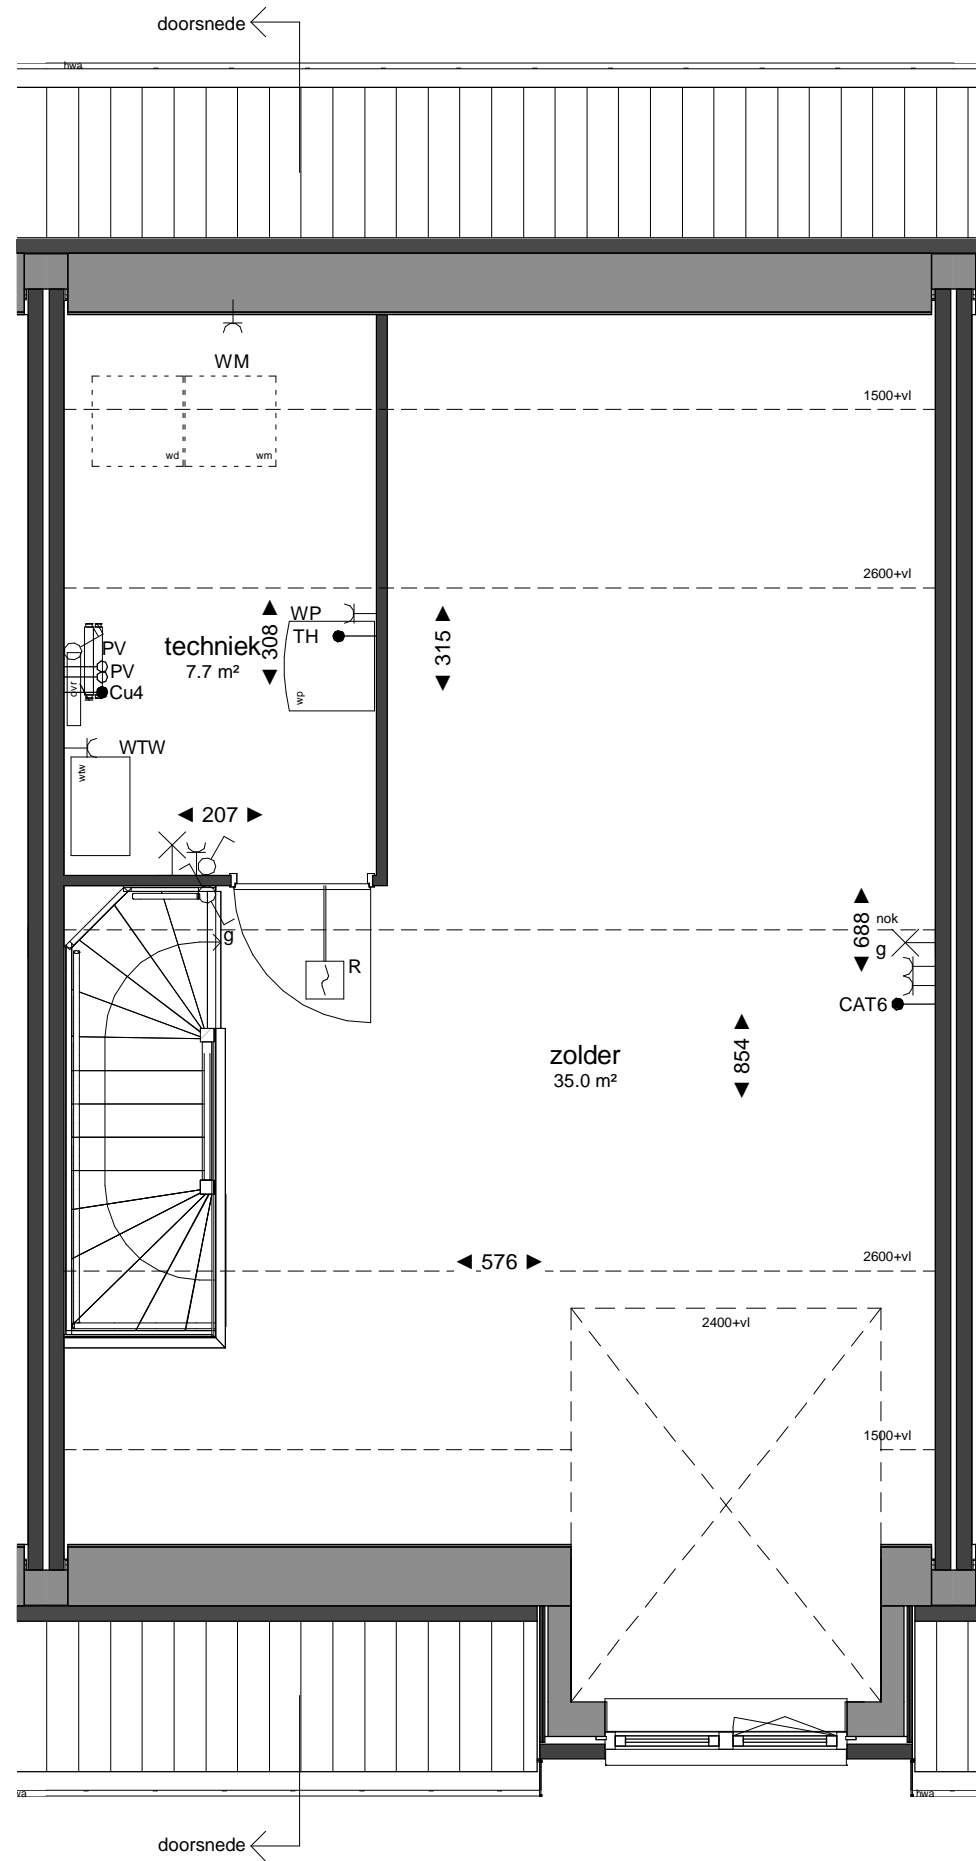 doorsnede
hwa
WM
1500+vl
wd
wm
2600+vl
WP
308
315
TH
techniek
7.7 m²
PV
PV
Cu4
ovr
wp
WTW
wtw
207
688
nok
g
g
R
CAT6
854
zolder
35.0 m²
576
2600+vl
2400+vl
1500+vl
hwa
hwa
doorsnede